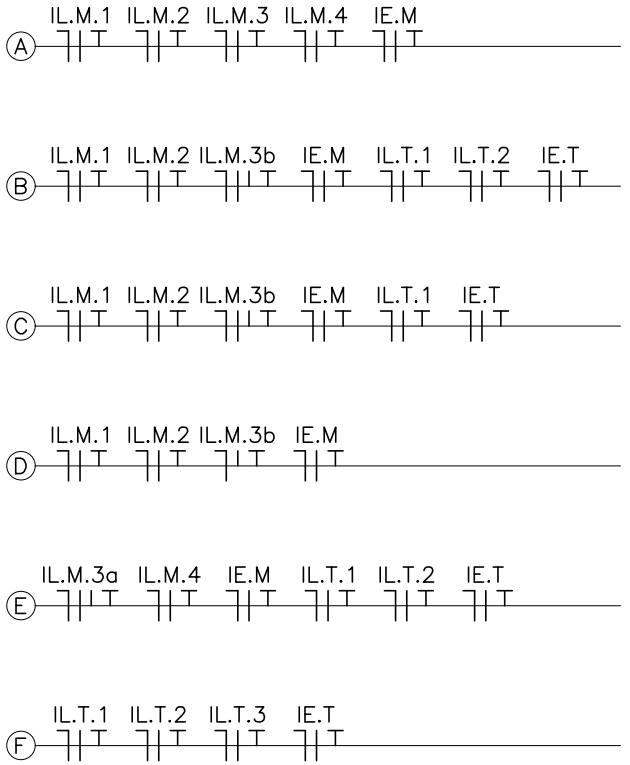 IL.M.1 IL.M.2 IL.M.3 IL.M.4 IE.M
A
IL.M.1 IL.M.2 IL.M.3b IE.M IL.T.1 IL.T.2 IE.T
B
IL.M.1 IL.M.2 IL.M.3b IE.M IL.T.1 IE.T
C
IL.M.1 IL.M.2 IL.M.3b IE.M
D
IL.M.3a IL.M.4 IE.M IL.T.1 IL.T.2 IE.T
E
IL.T.1 IL.T.2 IL.T.3 IE.T
F